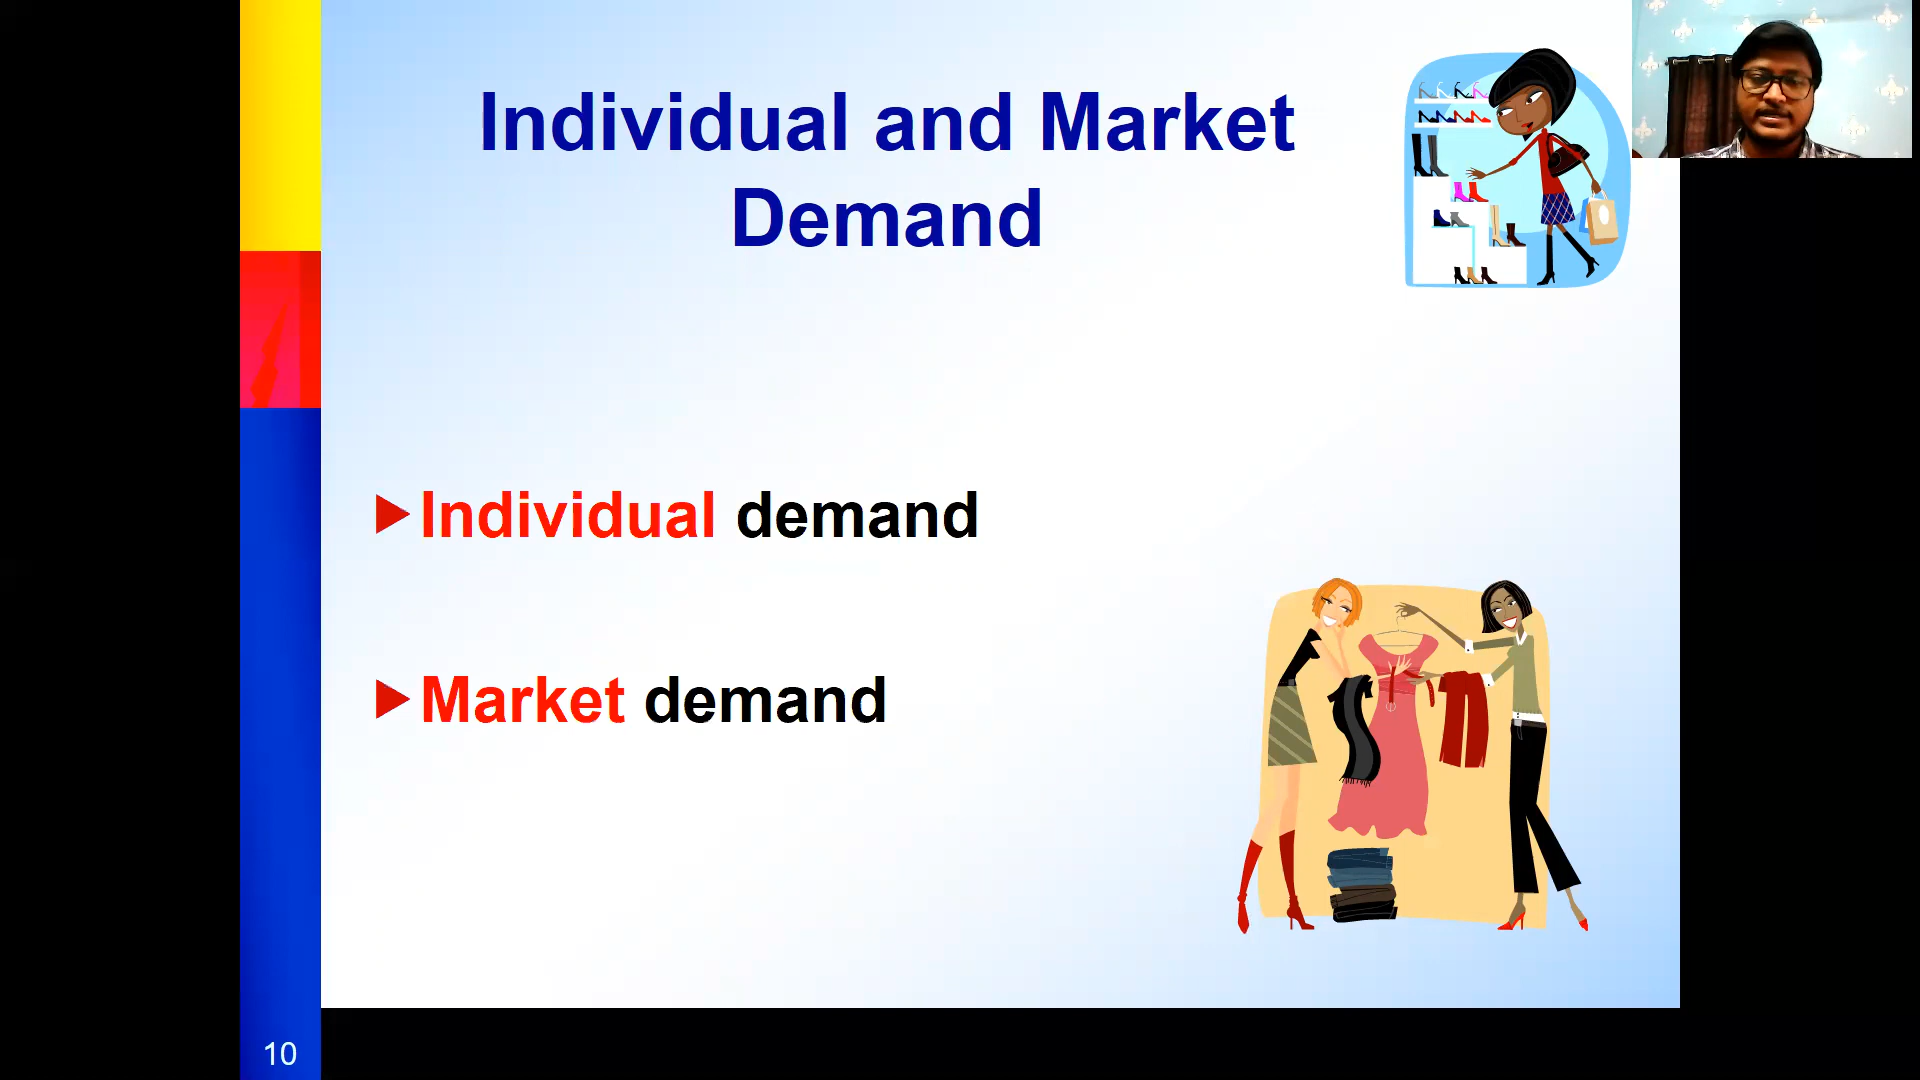 Individual and Market
Demand
Individual demand
Market demand
10